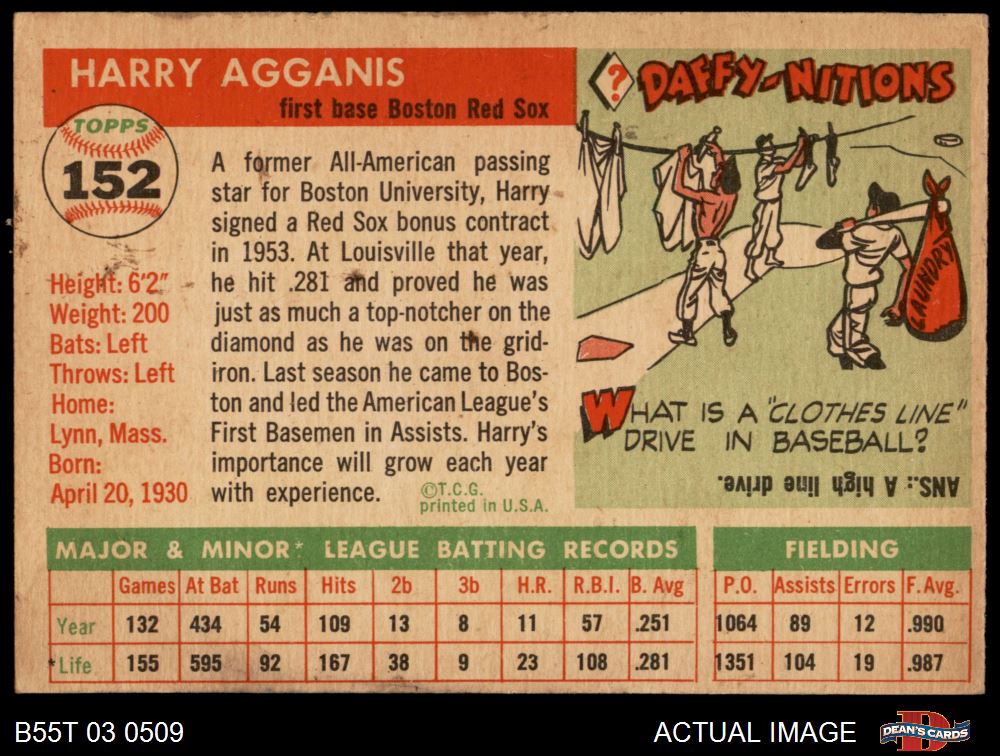 HARRY AGGANIS
first base Boston Red Sox
TOPPS
152
Height: 6'2"
Weight: 200
Bats: Left
Throws: Left
Home:
Lynn, Mass.
Born:
April 20, 1930
A former All-American passing
star for Boston University, Harry
signed a Red Sox bonus contract
in 1953. At Louisville that year,
he hit .281 and proved he was
just as much a top-notcher on the
diamond as he was on the grid-
iron. Last season he came to Bos-
ton and led the American League's
First Basemen in Assists. Harry's
importance will grow each year
with experience.
©T.C.G.
printed in U.S.A.
? DAFFY-NITIONS
LAUNDRY
WHAT IS A "CLOTHES LINE"
DRIVE IN BASEBALL?
ANS.: A high line drive.
MAJOR & MINOR* LEAGUE BATTING RECORDS
Games At Bat Runs Hits 2b 3b H.R. R.B.I. B. Avg
Year 132 434 54 109 13 8 11 57 .251
*Life 155 595 92 167 38 9 23 108 .281
FIELDING
P.O. Assists Errors F. Avg.
1064 89 12 .990
1351 104 19 .987
B55T 03 0509
ACTUAL IMAGE
D
DEAN'S CARDS